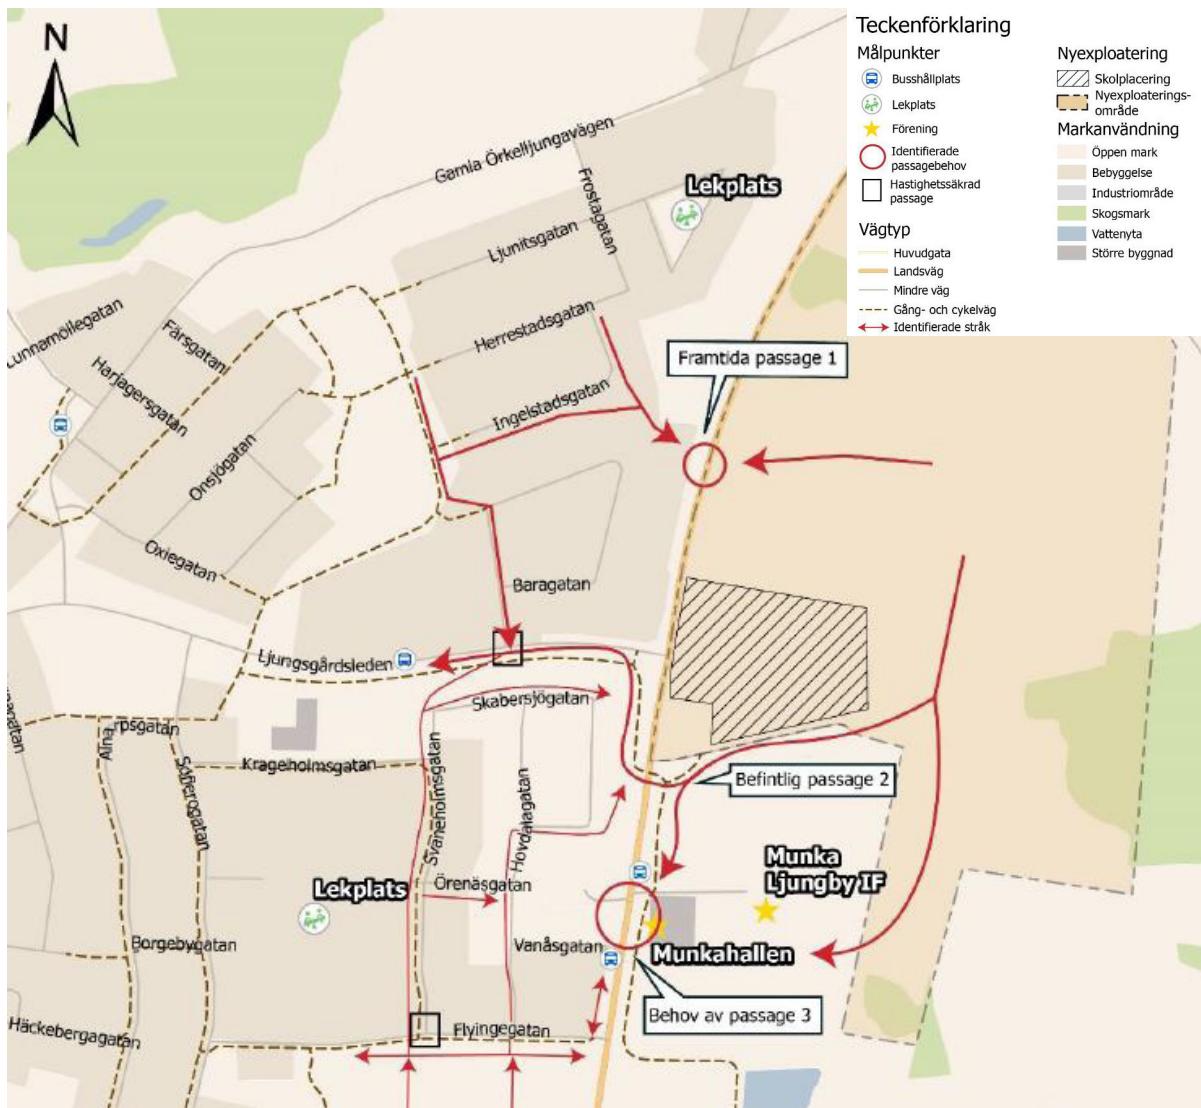 N
Teckenförklaring
Målpunkter
Busshållplats
Lekplats
Förening
Identifierade
passagebehov
Hastighetssäkrad
passage
Vägtyp
Huvudgata
Landsväg
Mindre väg
Gång- och cykelväg
Identifierade stråk
Nyexploatering
Skolplacering
Nyexploaterings-
område
Markanvändning
Öppen mark
Bebyggelse
Industriområde
Skogsmark
Vattenyta
Större byggnad
Gamla Örkelljungavägen
Frostagatan
Lekplats
Ljunitsgatan
Herrestadsgatan
Färsgatan
Harjagersgatan
Framtida passage 1
Ingelstadsgatan
Onsjögatan
Oxiegatan
Baragatan
Ljungsgårdsleden
Skabersjögatan
Krageholmsgatan
Sofierogatan
Svaneholmsgatan
Hovdalagatan
Befintlig passage 2
Munka
Ljungby IF
Lekplats
Örenäsgatan
Borgebygatan
Vanåsgatan
Munkahallen
Behov av passage 3
Häckebergagatan
Flyingegatan